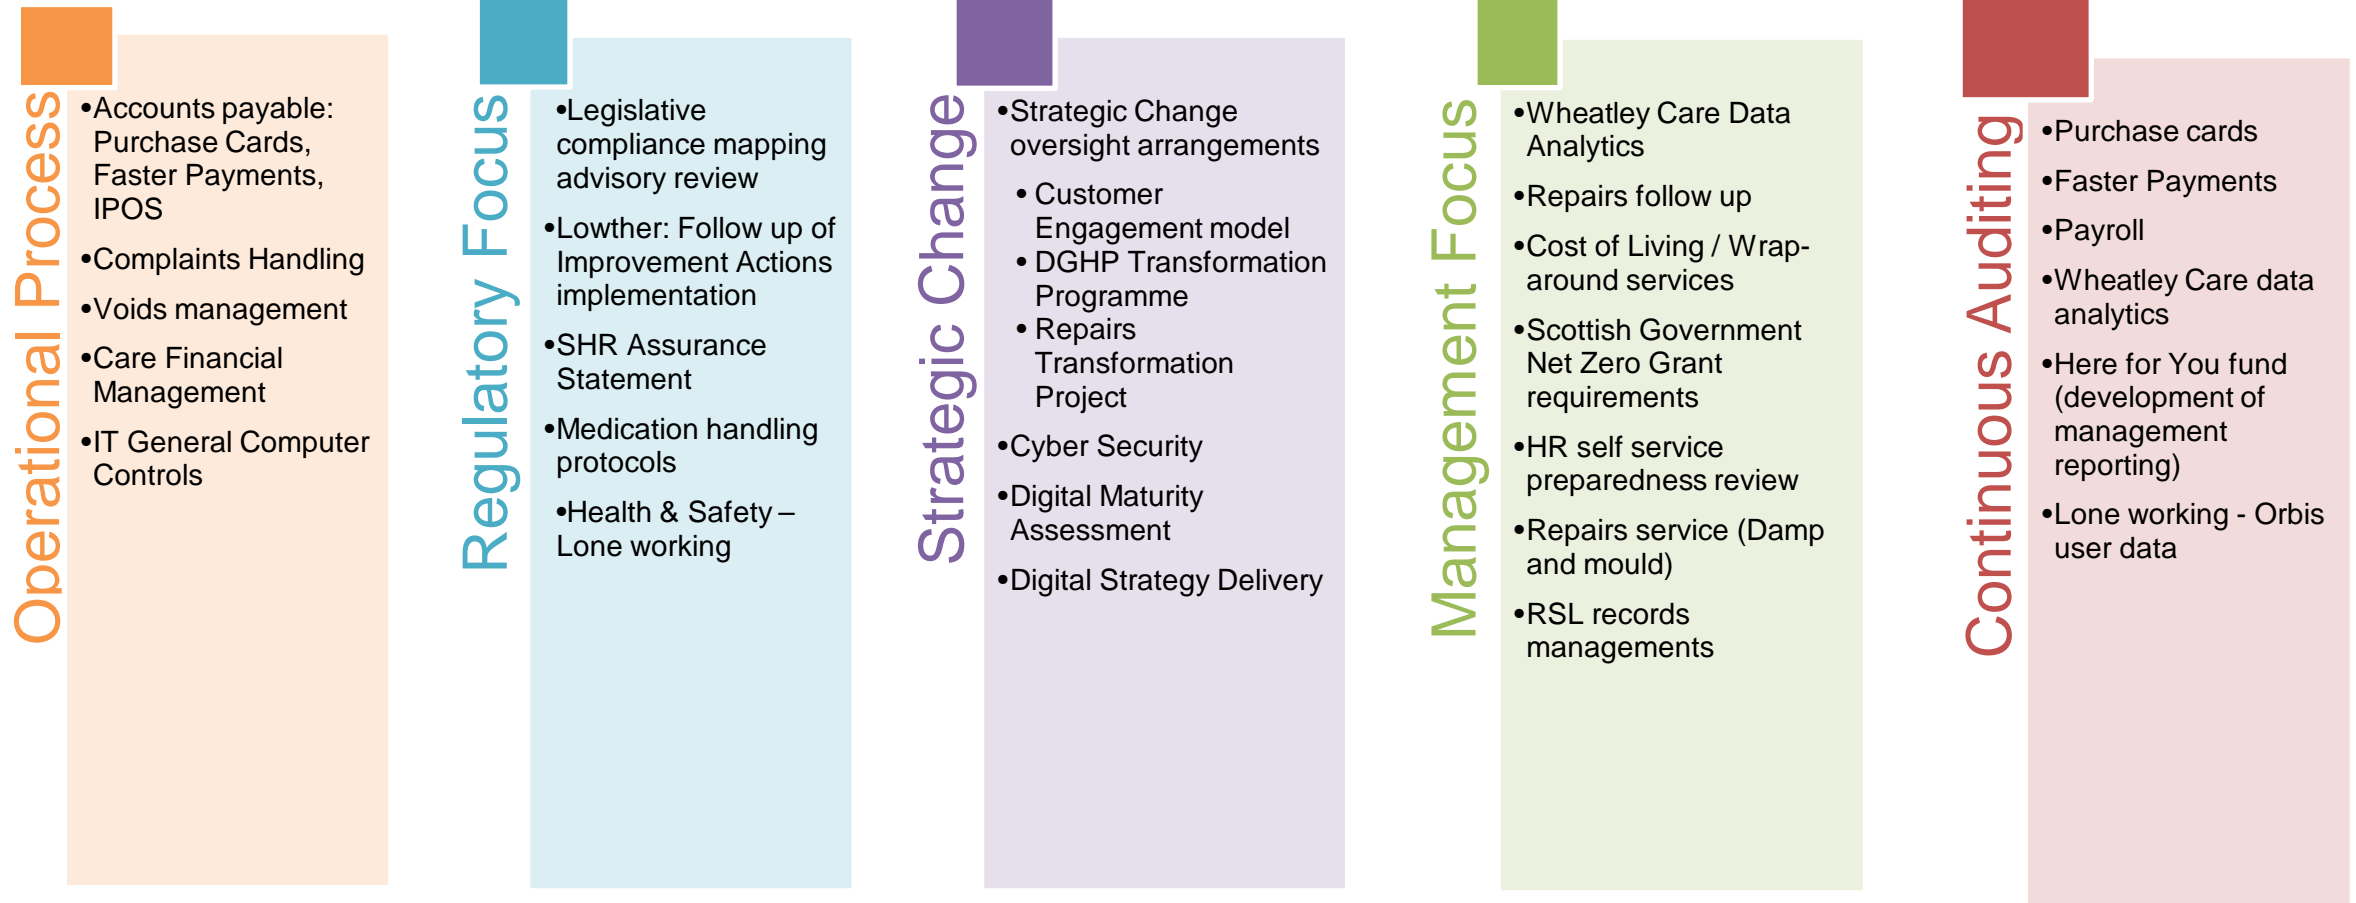 Operational Process
•Accounts payable:
Purchase Cards,
Faster Payments,
IPOS
•Complaints Handling
•Voids management
•Care Financial
Management
•IT General Computer
Controls
Regulatory Focus
•Legislative
compliance mapping
advisory review
•Lowther: Follow up of
Improvement Actions
implementation
•SHR Assurance
Statement
•Medication handling
protocols
•Health & Safety –
Lone working
Strategic Change
•Strategic Change
oversight arrangements
• Customer
Engagement model
• DGHP Transformation
Programme
• Repairs
Transformation
Project
•Cyber Security
•Digital Maturity
Assessment
•Digital Strategy Delivery
Management Focus
•Wheatley Care Data
Analytics
•Repairs follow up
•Cost of Living / Wrap-
around services
•Scottish Government
Net Zero Grant
requirements
•HR self service
preparedness review
•Repairs service (Damp
and mould)
•RSL records
managements
Continuous Auditing
•Purchase cards
•Faster Payments
•Payroll
•Wheatley Care data
analytics
•Here for You fund
(development of
management
reporting)
•Lone working - Orbis
user data